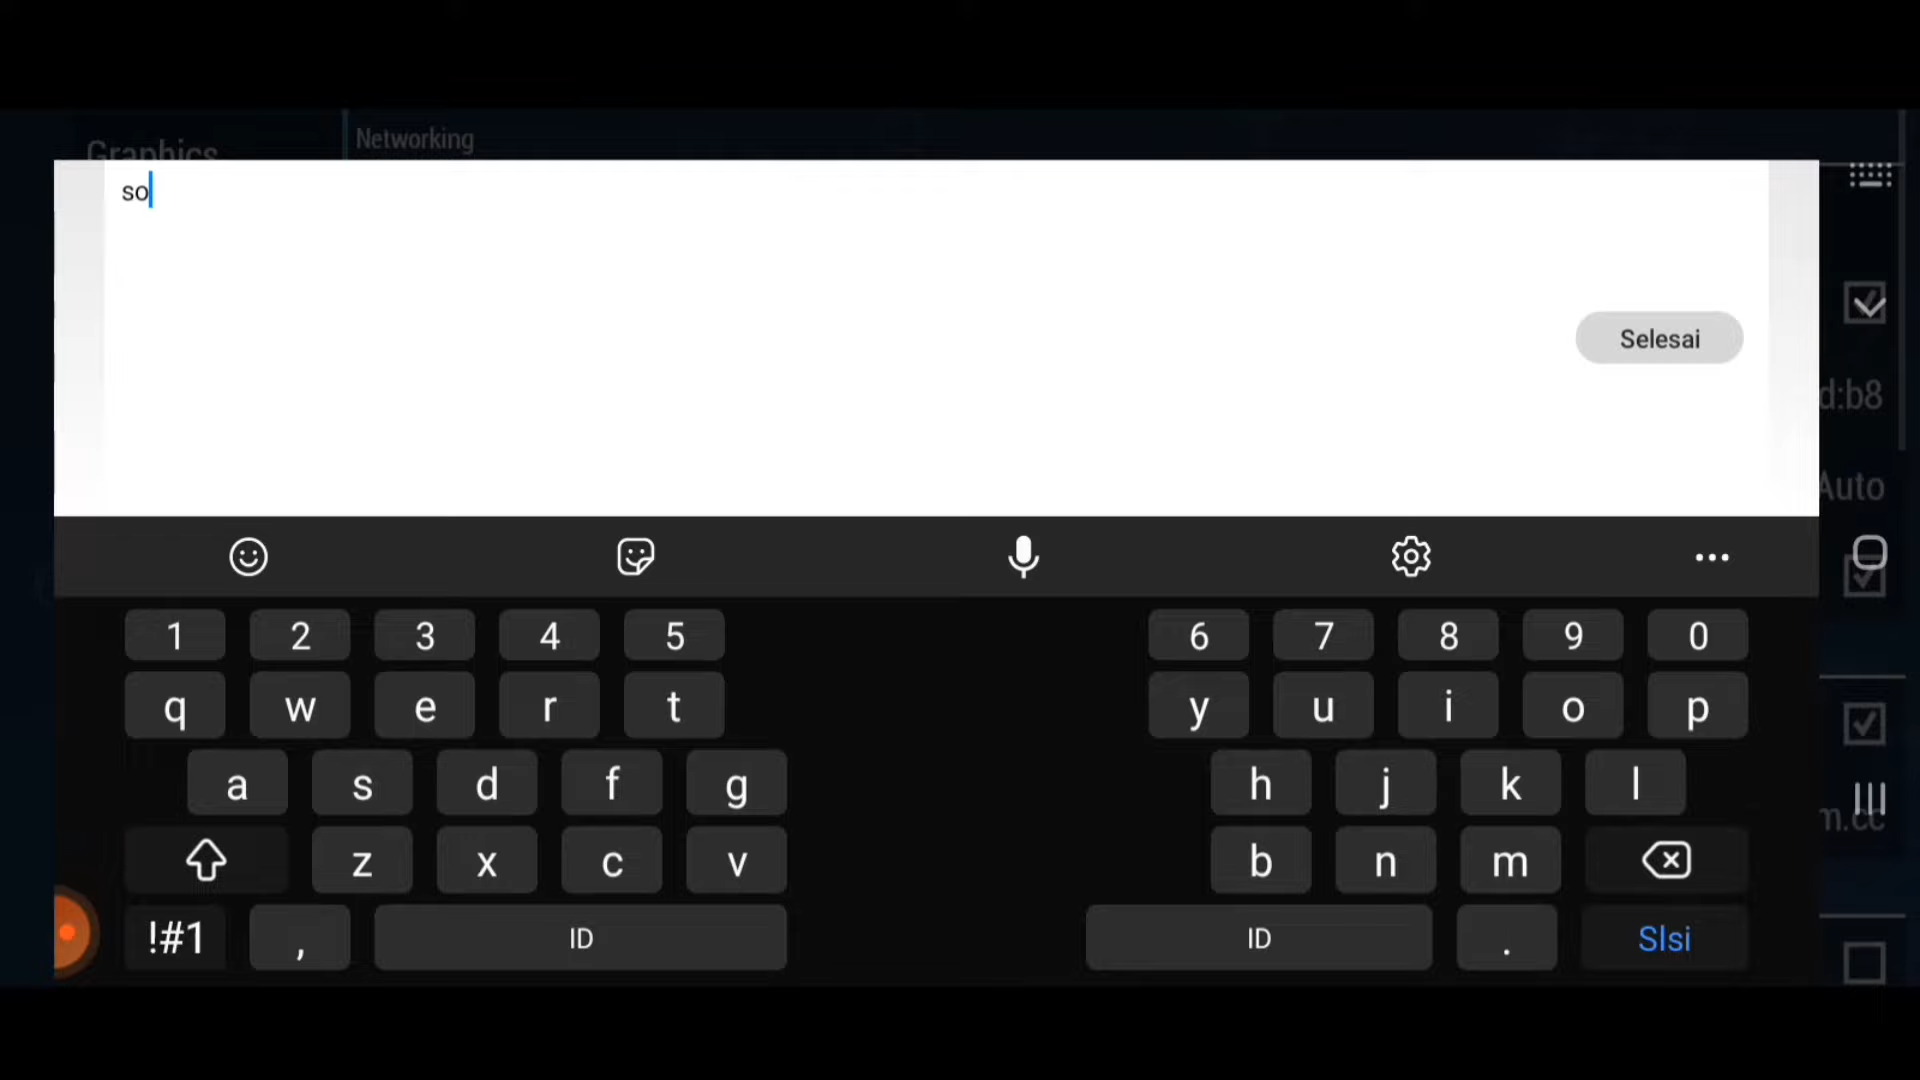 Graphics
Networking
so
Selesai
d:b8
Auto
1 2 3 4 5 6 7 8 9 0
q w e r t y u i o p
a s d f g h j k l
z x c v b n m
m.cc
!#1 , ID ID . Slsi